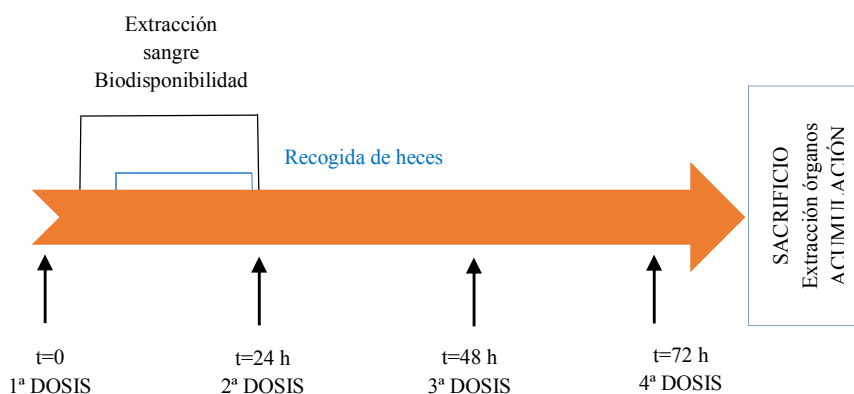 Extracción
sangre
Biodisponibilidad
Recogida de heces
SACRIFICIO
Extracción órganos
ACUMULACIÓN
t=0
1ª DOSIS
t=24 h
2ª DOSIS
t=48 h
3ª DOSIS
t=72 h
4ª DOSIS